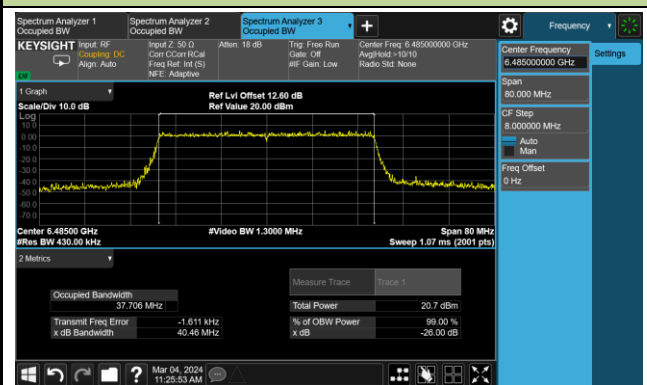 Spectrum Analyzer 1
Occupied BW
Spectrum Analyzer 2
Occupied BW
Spectrum Analyzer 3
Occupied BW
Frequency
KEYSIGHT
Input: RF
Coupling: DC
Align: Auto
Input Z: 50 Ω
Corr CCorr RCal
Freq Ref: Int (S)
NFE: Adaptive
Atten: 18 dB
Trig: Free Run
Gate: Off
#IF Gain: Low
Center Freq: 6.485000000 GHz
Avg|Hold:>10/10
Radio Std: None
Center Frequency
6.485000000 GHz
Settings
Span
80.000 MHz
CF Step
8.000000 MHz
Auto
Man
Freq Offset
0 Hz
1 Graph
Scale/Div 10.0 dB
Ref Lvl Offset 12.60 dB
Ref Value 20.00 dBm
Log
10.0
0.00
-10.0
-20.0
-30.0
-40.0
-50.0
-60.0
-70.0
Center 6.48500 GHz
#Res BW 430.00 kHz
#Video BW 1.3000 MHz
Span 80 MHz
Sweep 1.07 ms (2001 pts)
2 Metrics
Measure Trace
Trace 1
Occupied Bandwidth
37.706 MHz
Total Power
20.7 dBm
Transmit Freq Error
-1.611 kHz
% of OBW Power
99.00 %
x dB Bandwidth
40.46 MHz
x dB
-26.00 dB
?
Mar 04, 2024
11:25:53 AM